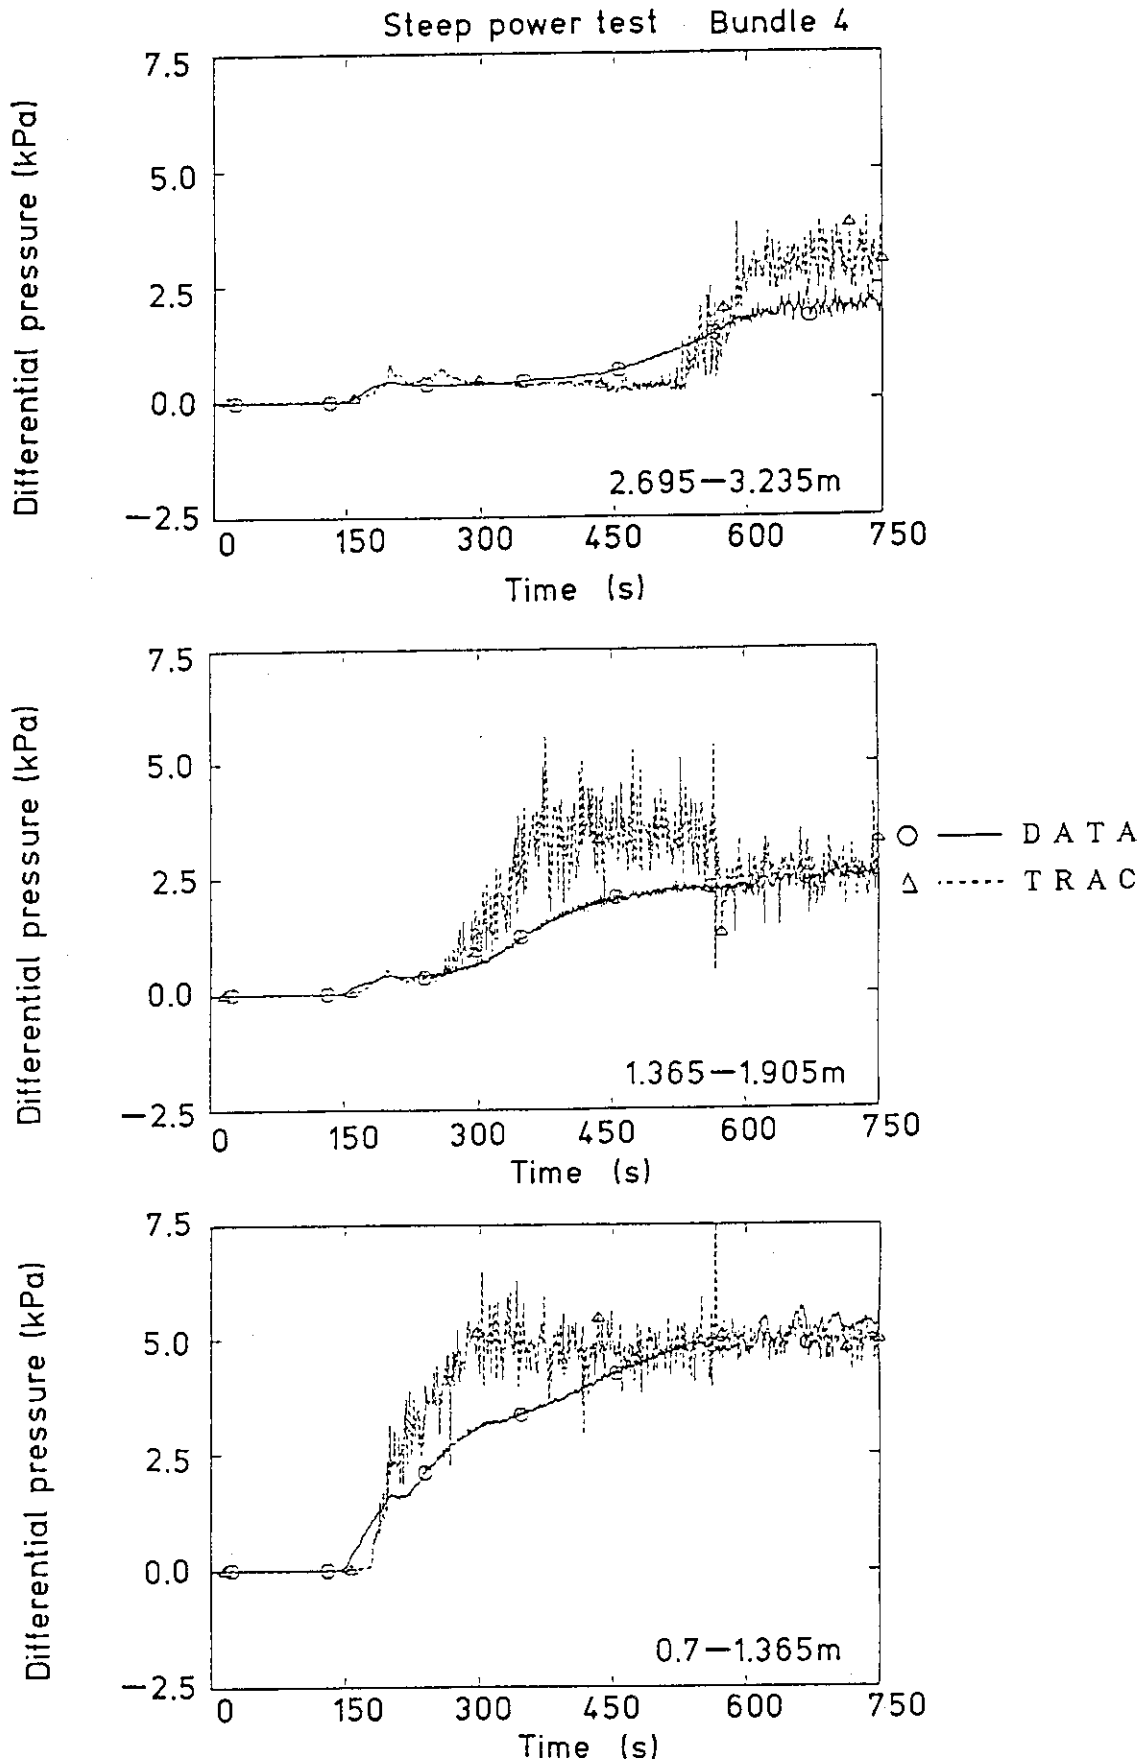 Steep power test Bundle 4
Differential pressure (kPa)
7.5
5.0
2.5
0.0
−2.5
2.695−3.235m
0 150 300 450 600 750
Time (s)
Differential pressure (kPa)
7.5
5.0
2.5
0.0
−2.5
DATA
TRAC
1.365−1.905m
0 150 300 450 600 750
Time (s)
Differential pressure (kPa)
7.5
5.0
2.5
0.0
−2.5
0.7−1.365m
0 150 300 450 600 750
Time (s)